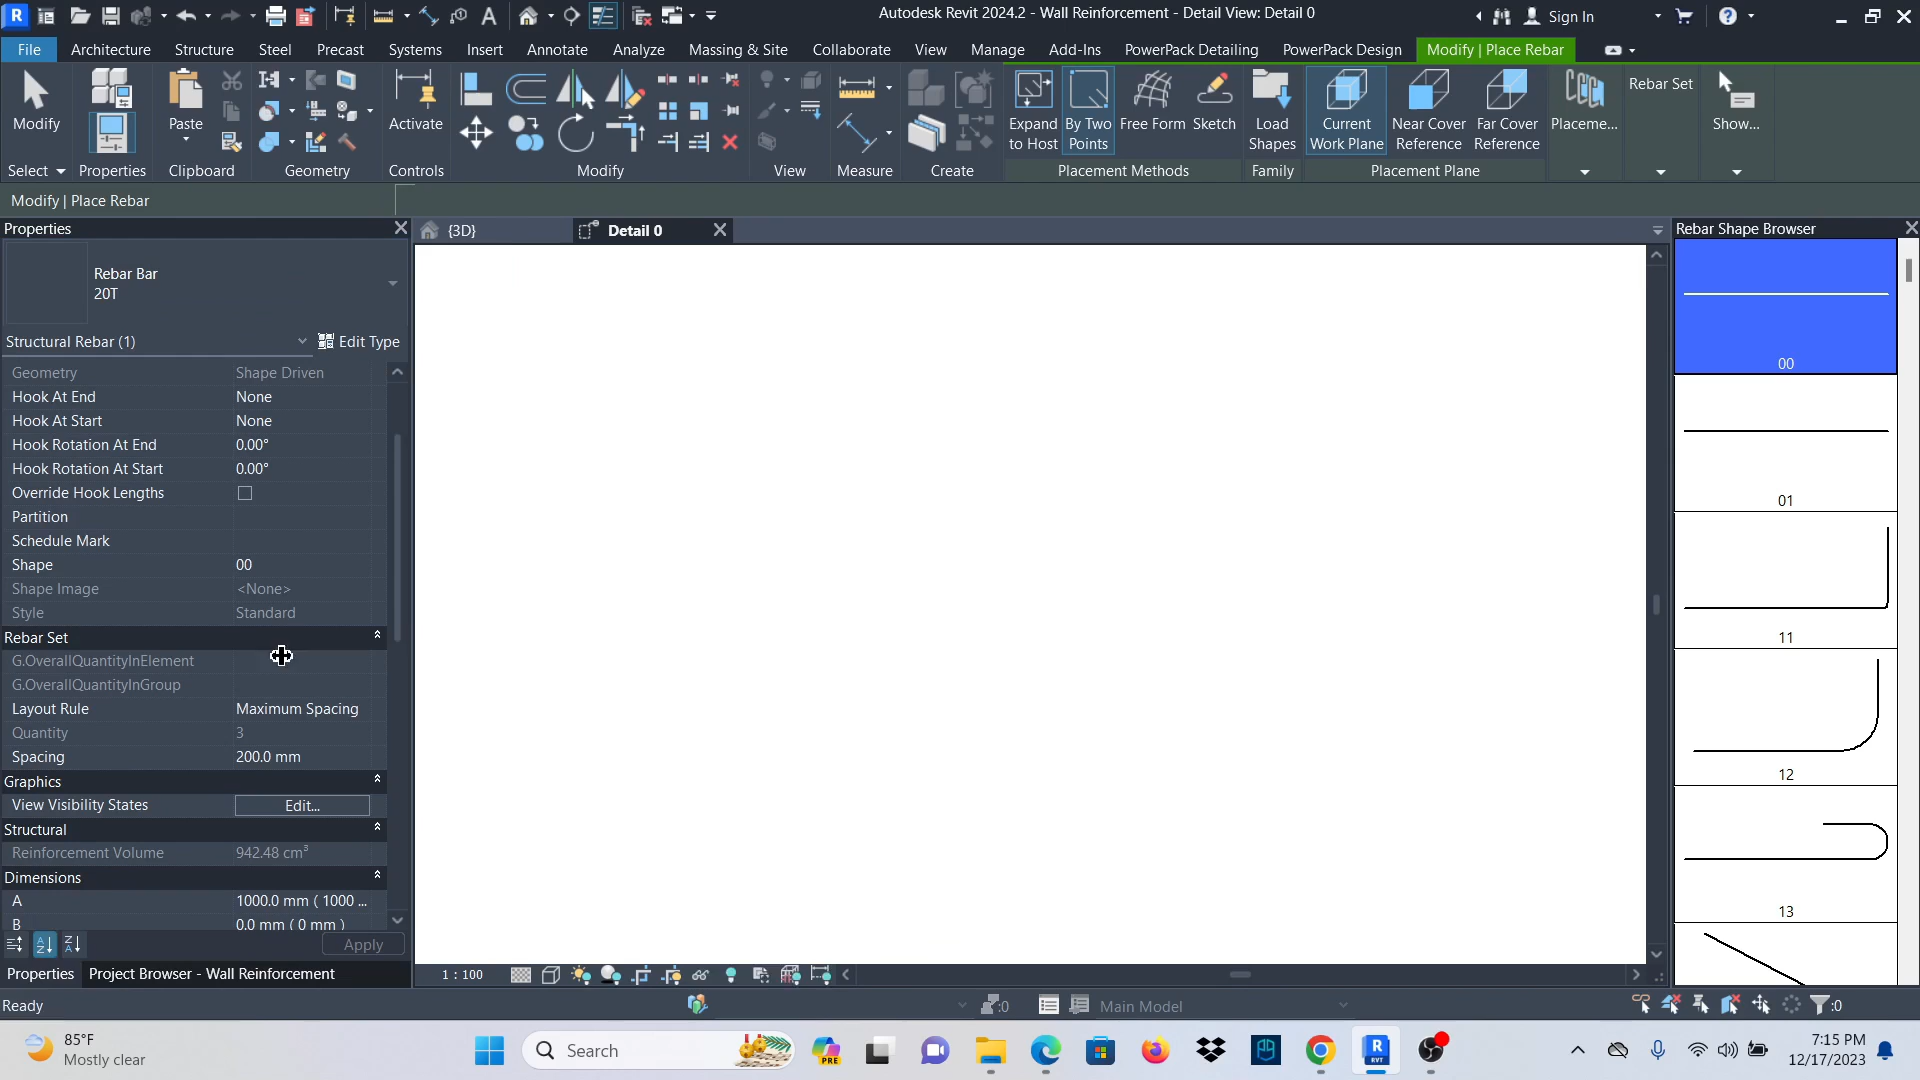 Autodesk Revit 2024.2 - Wall Reinforcement - Detail View: Detail 0
Sign In
File Architecture Structure Steel Precast Systems Insert Annotate Analyze Massing & Site Collaborate View Manage Add-Ins PowerPack Detailing PowerPack Design Modify | Place Rebar
Modify
Paste
Activate
Expand to Host
By Two Points
Free Form
Sketch
Load Shapes
Current Work Plane
Near Cover Reference
Far Cover Reference
Placeme...
Rebar Set
Show...
Select Properties Clipboard Geometry Controls Modify View Measure Create Placement Methods Family Placement Plane
Modify | Place Rebar
Properties
{3D}
Detail 0
Rebar Shape Browser
Rebar Bar
20T
Structural Rebar (1)
Edit Type
Geometry Shape Driven
Hook At End None
Hook At Start None
Hook Rotation At End 0.00°
Hook Rotation At Start 0.00°
Override Hook Lengths
Partition
Schedule Mark
Shape 00
Shape Image <None>
Style Standard
Rebar Set
G.OverallQuantityInElement
G.OverallQuantityInGroup
Layout Rule Maximum Spacing
Quantity 3
Spacing 200.0 mm
Graphics
View Visibility States Edit...
Structural
Reinforcement Volume 942.48 cm³
Dimensions
A 1000.0 mm ( 1000 ...
B 0.0 mm ( 0 mm )
Apply
Properties Project Browser - Wall Reinforcement
00
01
11
12
13
1 : 100
Ready
:0
Main Model
:0
85°F
Mostly clear
Search
PRE
R
RVT
7:15 PM
12/17/2023